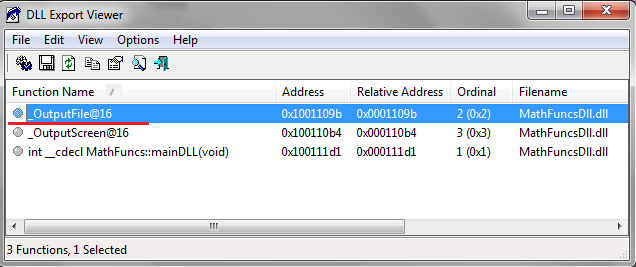 DLL Export Viewer
File Edit View Options Help
Function Name / Address Relative Address Ordinal Filename
_OutputFile@16 0x1001109b 0x0001109b 2 (0x2) MathFuncsDll.dll
_OutputScreen@16 0x100110b4 0x000110b4 3 (0x3) MathFuncsDll.dll
int __cdecl MathFuncs::mainDLL(void) 0x100111d1 0x000111d1 1 (0x1) MathFuncsDll.dll
3 Functions, 1 Selected